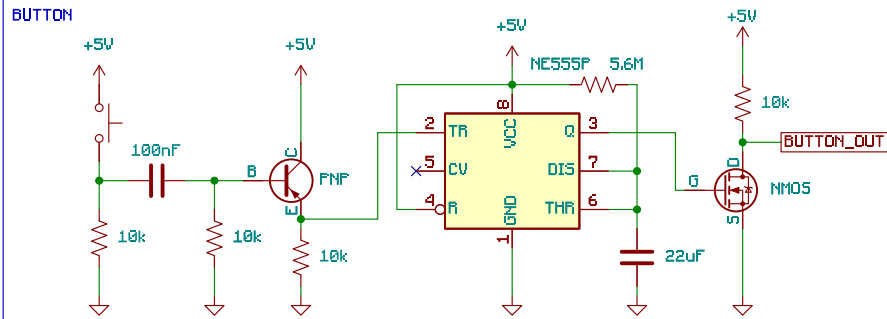 BUTTON
+5V
+5V
+5V
+5V
NE555P 5.6M
10k
100nF
B
C
E
PNP
10k
10k
10k
2 TR
5 CV
4 R
8 VCC
Q 3
DIS 7
THR 6
GND 1
22uF
G
D
S
NMOS
BUTTON_OUT